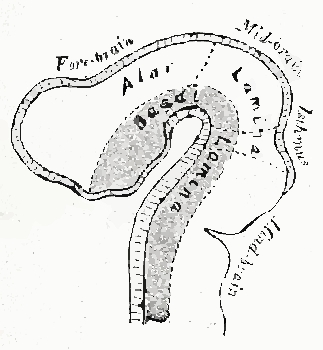 Fore-brain
Mid-brain
Isthmus
Hind-brain
Alar Lamina
Basal Lamina